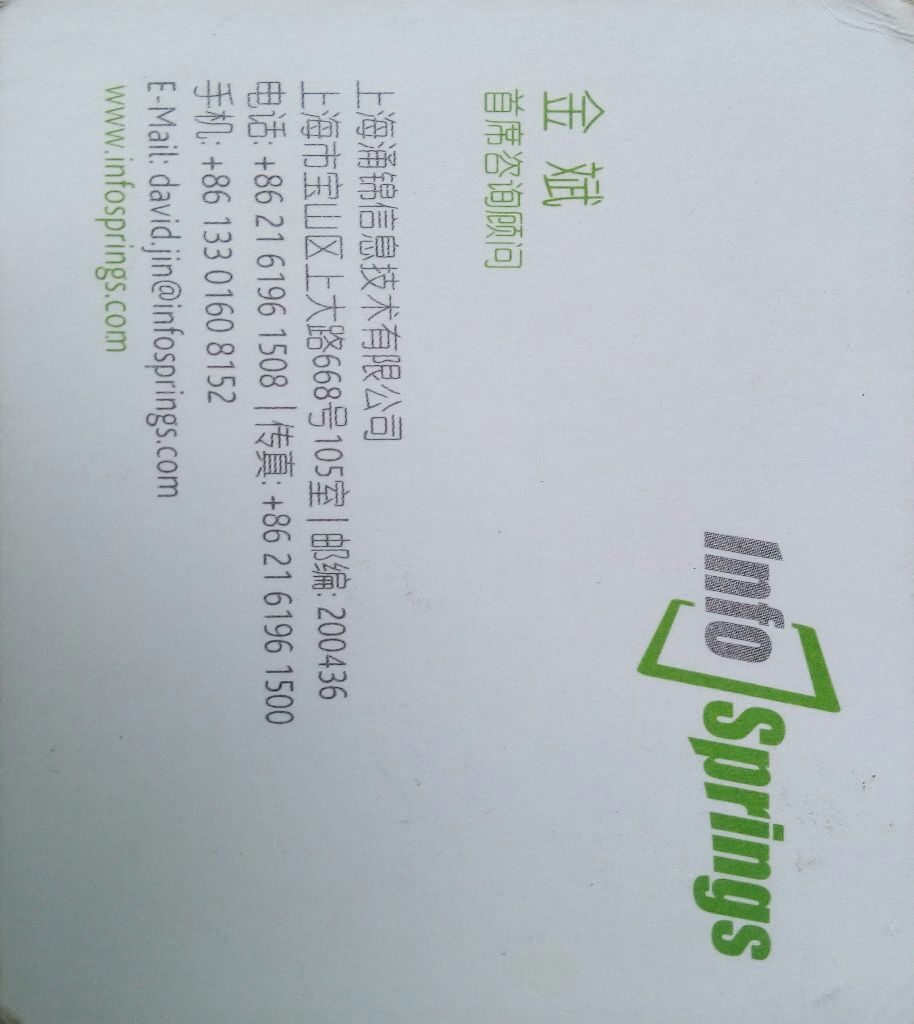 Info Springs
金 斌
首席咨询顾问
上海涌锦信息技术有限公司
上海市宝山区上大路668号105室 | 邮编: 200436
电话: +86 21 6196 1508 | 传真: +86 21 6196 1500
手机: +86 133 0160 8152
E-Mail: david.jin@infosprings.com
www.infosprings.com